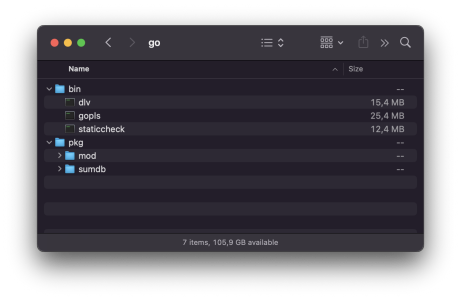 go
Name Size
bin --
dlv 15,4 MB
gopls 25,4 MB
staticcheck 12,4 MB
pkg --
mod --
sumdb --
7 items, 105,9 GB available